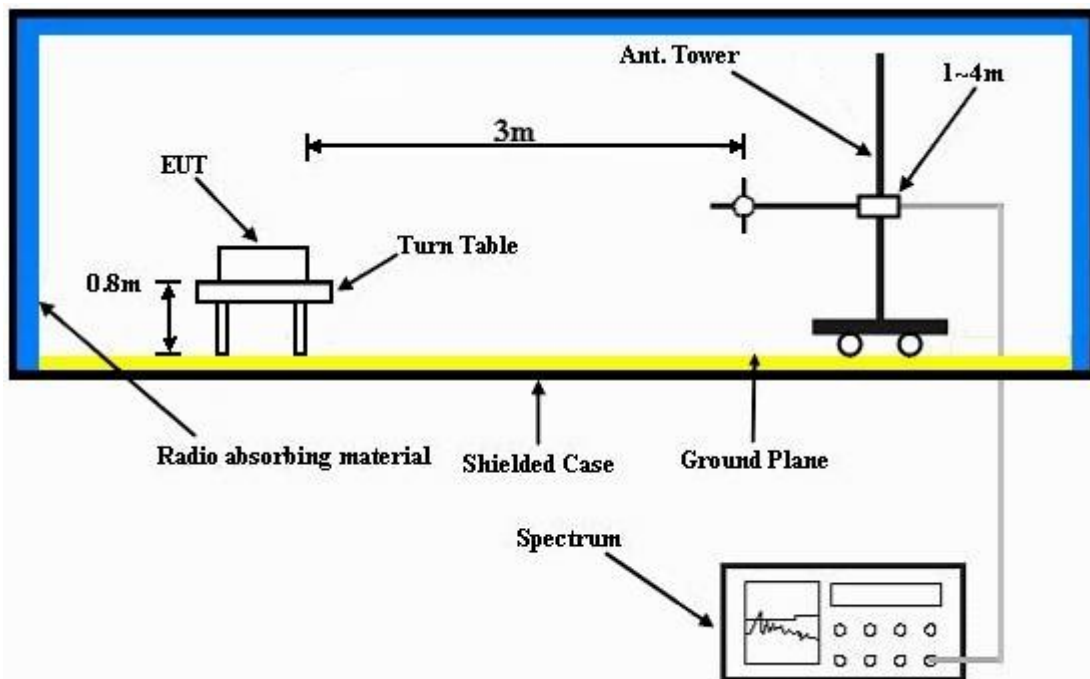 Ant. Tower
1~4m
3m
EUT
Turn Table
0.8m
Radio absorbing material
Shielded Case
Ground Plane
Spectrum